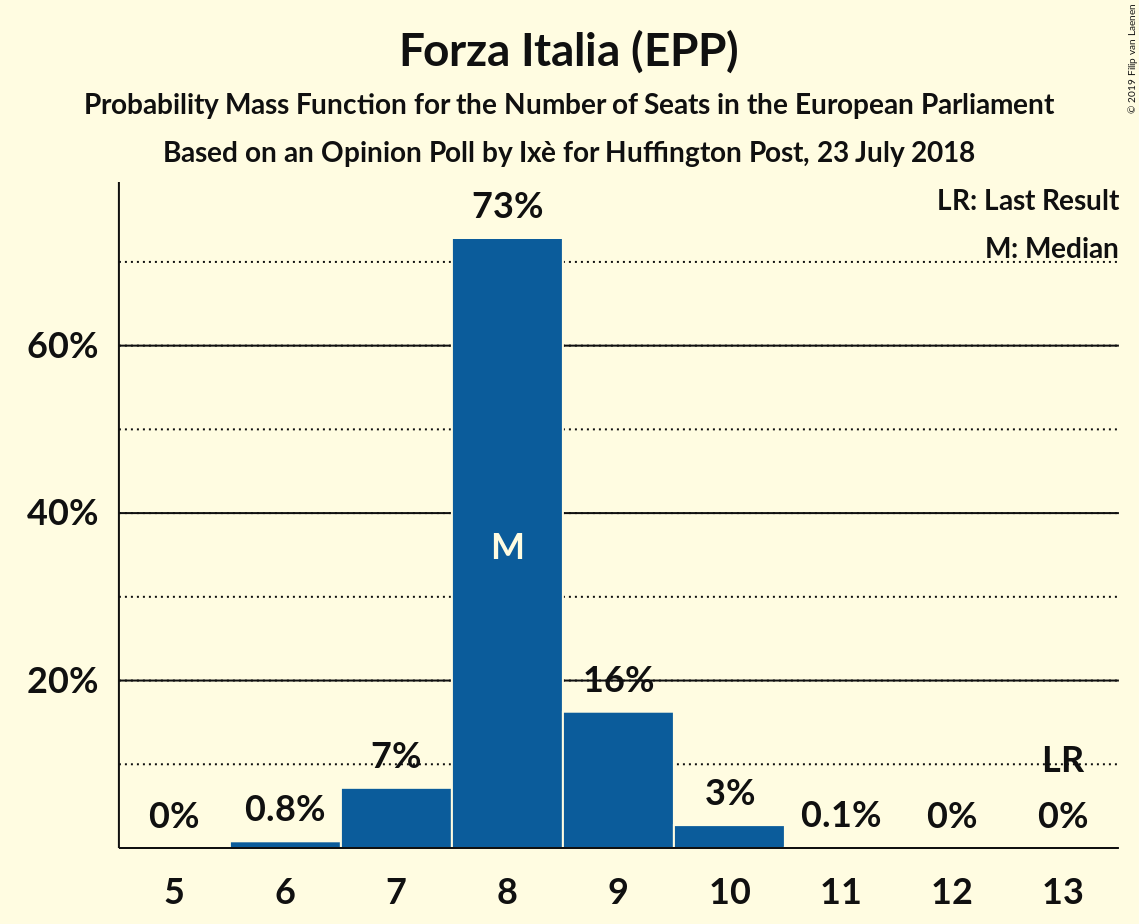 Forza Italia (EPP)
Probability Mass Function for the Number of Seats in the European Parliament
Based on an Opinion Poll by Ixè for Huffington Post, 23 July 2018
© 2019 Filip van Laenen
LR: Last Result
M: Median
73%
60%
40%
M
20%
16%
7%
LR
0%
0.8%
3%
0.1%
0%
0%
5 6 7 8 9 10 11 12 13